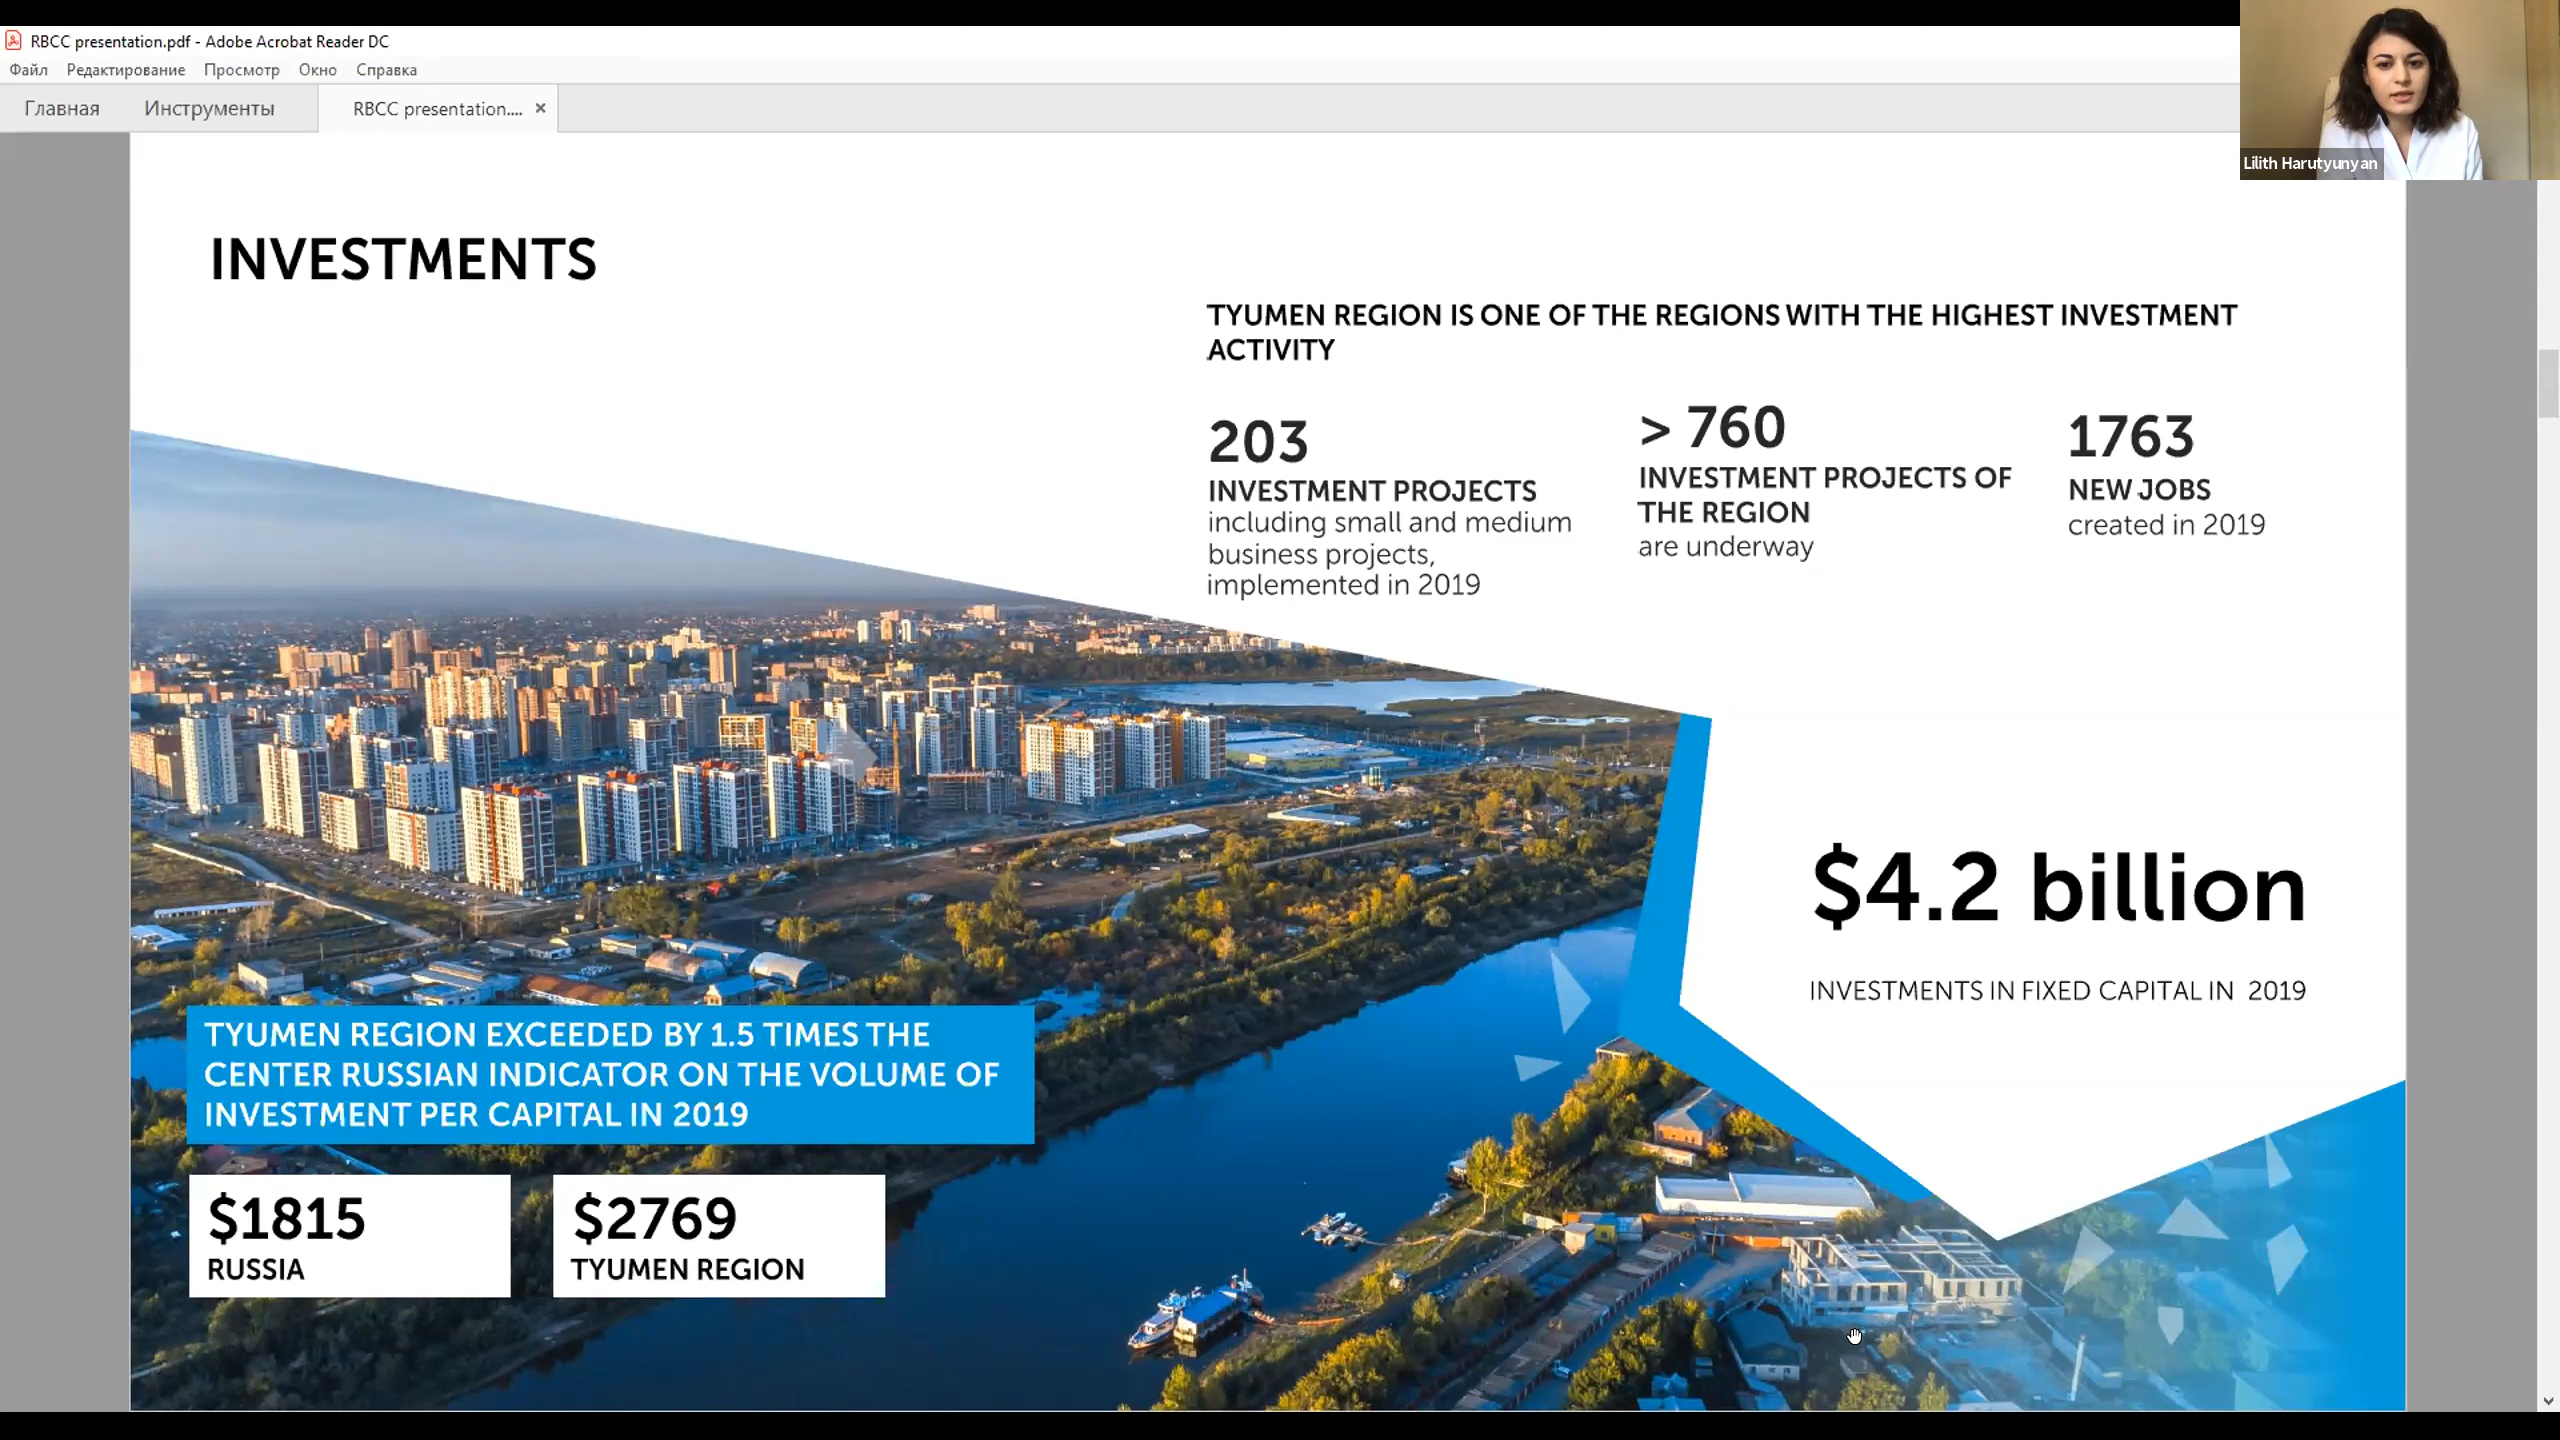 RBCC presentation.pdf - Adobe Acrobat Reader DC
Файл Редактирование Просмотр Окно Справка
Главная Инструменты RBCC presentation.... ×
Lilith Harutyunyan
INVESTMENTS
TYUMEN REGION IS ONE OF THE REGIONS WITH THE HIGHEST INVESTMENT
ACTIVITY
203
INVESTMENT PROJECTS
including small and medium
business projects,
implemented in 2019
> 760
INVESTMENT PROJECTS OF
THE REGION
are underway
1763
NEW JOBS
created in 2019
$4.2 billion
INVESTMENTS IN FIXED CAPITAL IN 2019
TYUMEN REGION EXCEEDED BY 1.5 TIMES THE
CENTER RUSSIAN INDICATOR ON THE VOLUME OF
INVESTMENT PER CAPITAL IN 2019
$1815
RUSSIA
$2769
TYUMEN REGION